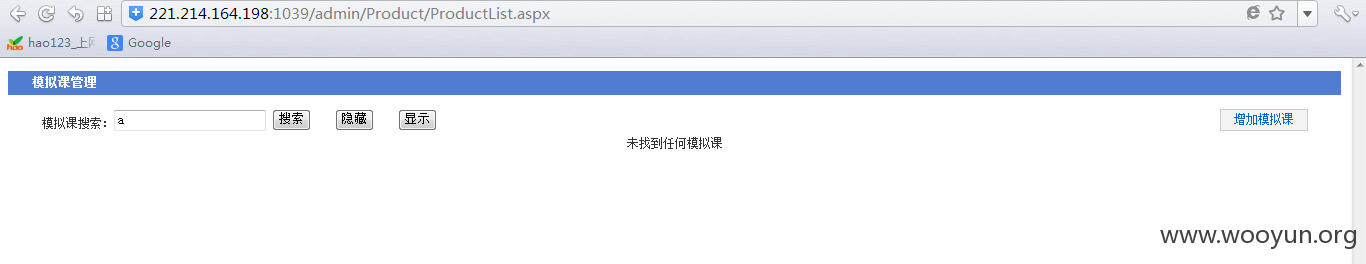 221.214.164.198:1039/admin/Product/ProductList.aspx
hao123_上网 Google
模拟课管理
模拟课搜索： a 搜索 隐藏 显示 增加模拟课
未找到任何模拟课
www.wooyun.org